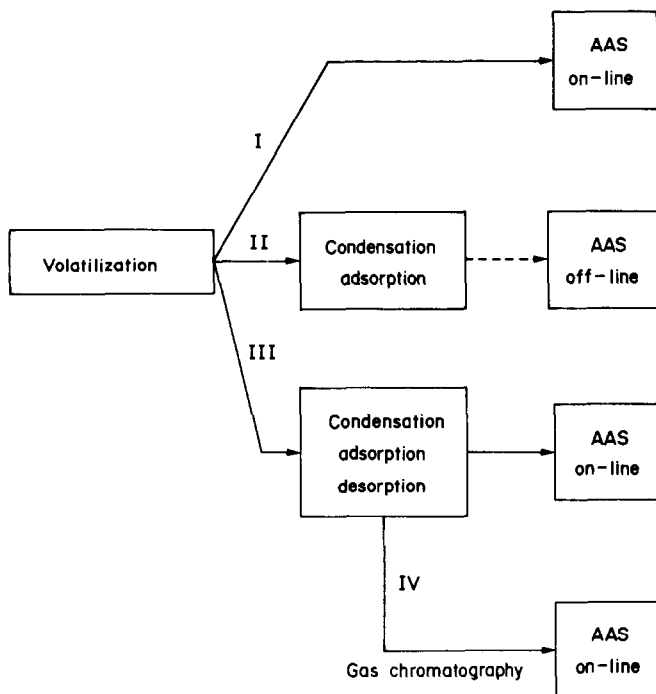 AAS
on-line
I
Volatilization
II
Condensation
adsorption
AAS
off-line
III
Condensation
adsorption
desorption
AAS
on-line
IV
Gas chromatography
AAS
on-line